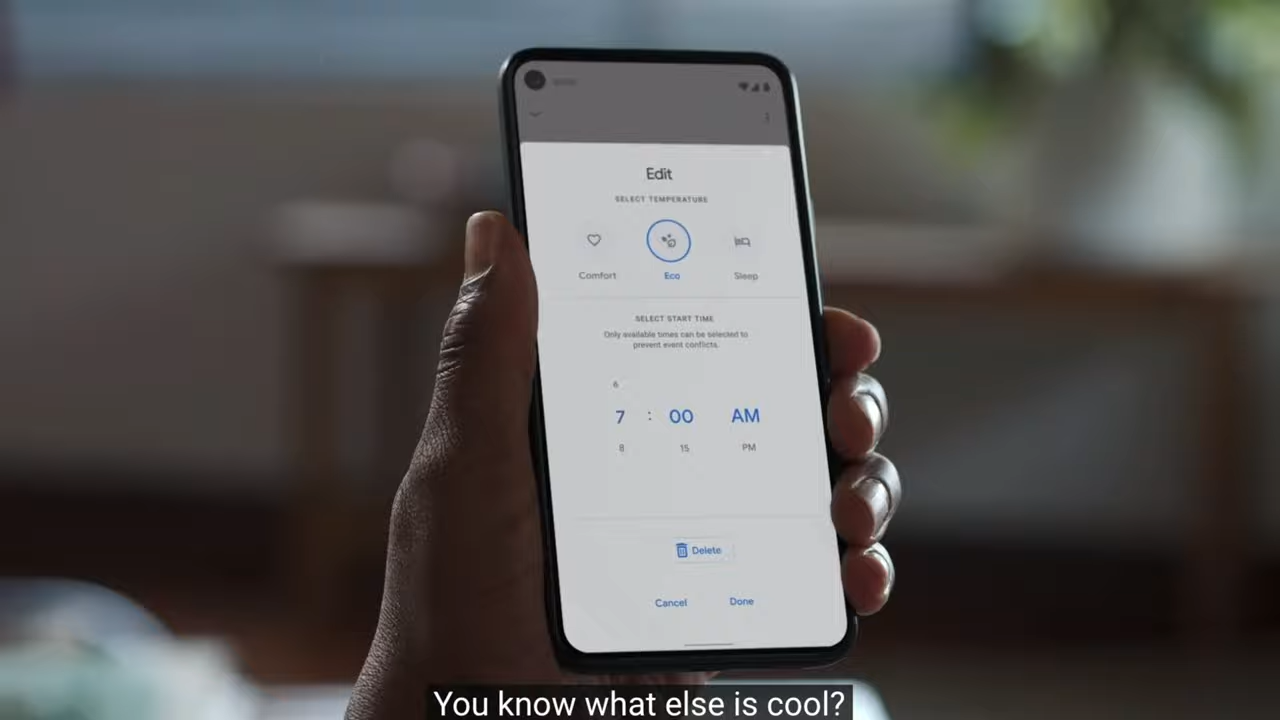 Edit
SELECT TEMPERATURE
Comfort
Eco
Sleep
SELECT START TIME
Only available times can be selected to
prevent event conflicts.
6
7 : 00 AM
8 15 PM
Delete
Cancel
Done
You know what else is cool?